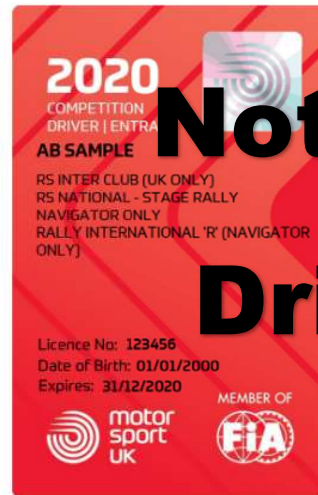 2020
COMPETITION
DRIVER | ENTRA
AB SAMPLE
Not
RS INTER CLUB (UK ONLY)
RS NATIONAL - STAGE RALLY
NAVIGATOR ONLY
RALLY INTERNATIONAL 'R' (NAVIGATOR
ONLY)
Dri
Licence No: 123456
Date of Birth: 01/01/2000
Expires: 31/12/2020
MEMBER OF
motor
sport
UK
FiA